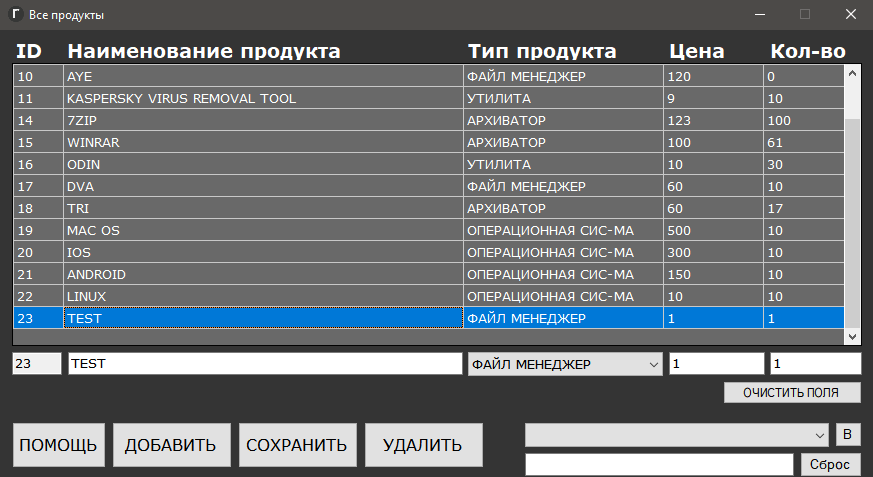 Г Все продукты
ID Наименование продукта Тип продукта Цена Кол-во
10 AYE ФАЙЛ МЕНЕДЖЕР 120 0
11 KASPERSKY VIRUS REMOVAL TOOL УТИЛИТА 9 10
14 7ZIP АРХИВАТОР 123 100
15 WINRAR АРХИВАТОР 100 61
16 ODIN УТИЛИТА 10 30
17 DVA ФАЙЛ МЕНЕДЖЕР 60 10
18 TRI АРХИВАТОР 60 17
19 MAC OS ОПЕРАЦИОННАЯ СИС-МА 500 10
20 IOS ОПЕРАЦИОННАЯ СИС-МА 300 10
21 ANDROID ОПЕРАЦИОННАЯ СИС-МА 150 10
22 LINUX ОПЕРАЦИОННАЯ СИС-МА 10 10
23 TEST ФАЙЛ МЕНЕДЖЕР 1 1
23 TEST ФАЙЛ МЕНЕДЖЕР 1 1
ОЧИСТИТЬ ПОЛЯ
ПОМОЩЬ ДОБАВИТЬ СОХРАНИТЬ УДАЛИТЬ В
Сброс